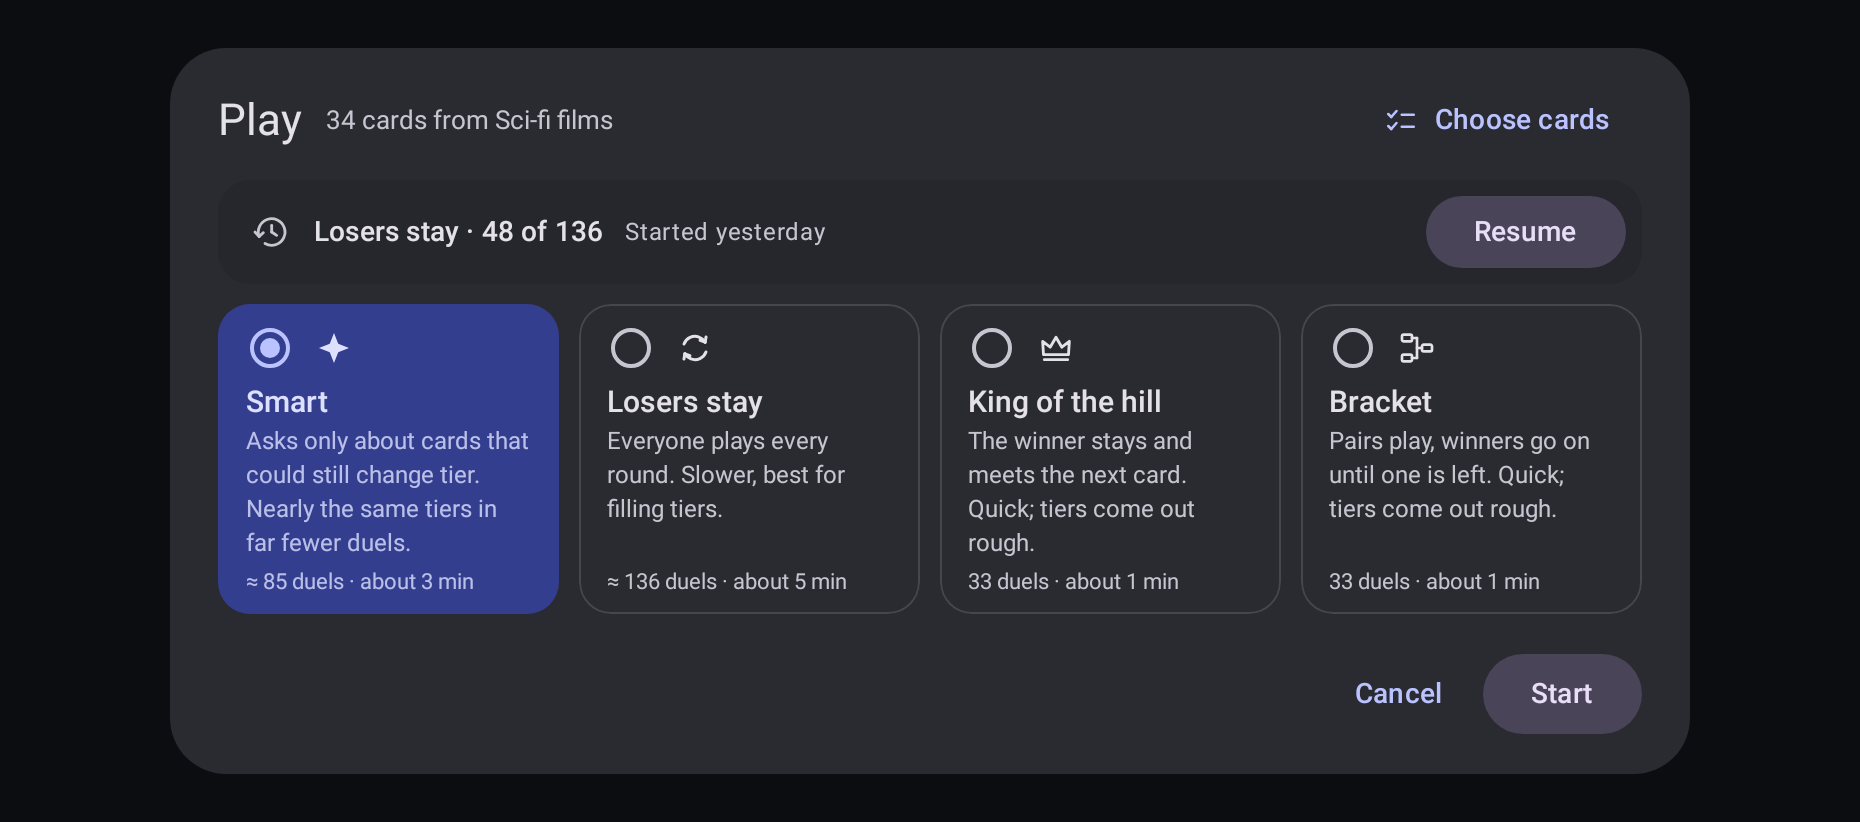 Play 34 cards from Sci-fi films Choose cards
Losers stay · 48 of 136 Started yesterday Resume
Smart
Asks only about cards that
could still change tier.
Nearly the same tiers in
far fewer duels.
≈ 85 duels · about 3 min
Losers stay
Everyone plays every
round. Slower, best for
filling tiers.
≈ 136 duels · about 5 min
King of the hill
The winner stays and
meets the next card.
Quick; tiers come out
rough.
33 duels · about 1 min
Bracket
Pairs play, winners go on
until one is left. Quick;
tiers come out rough.
33 duels · about 1 min
Cancel Start